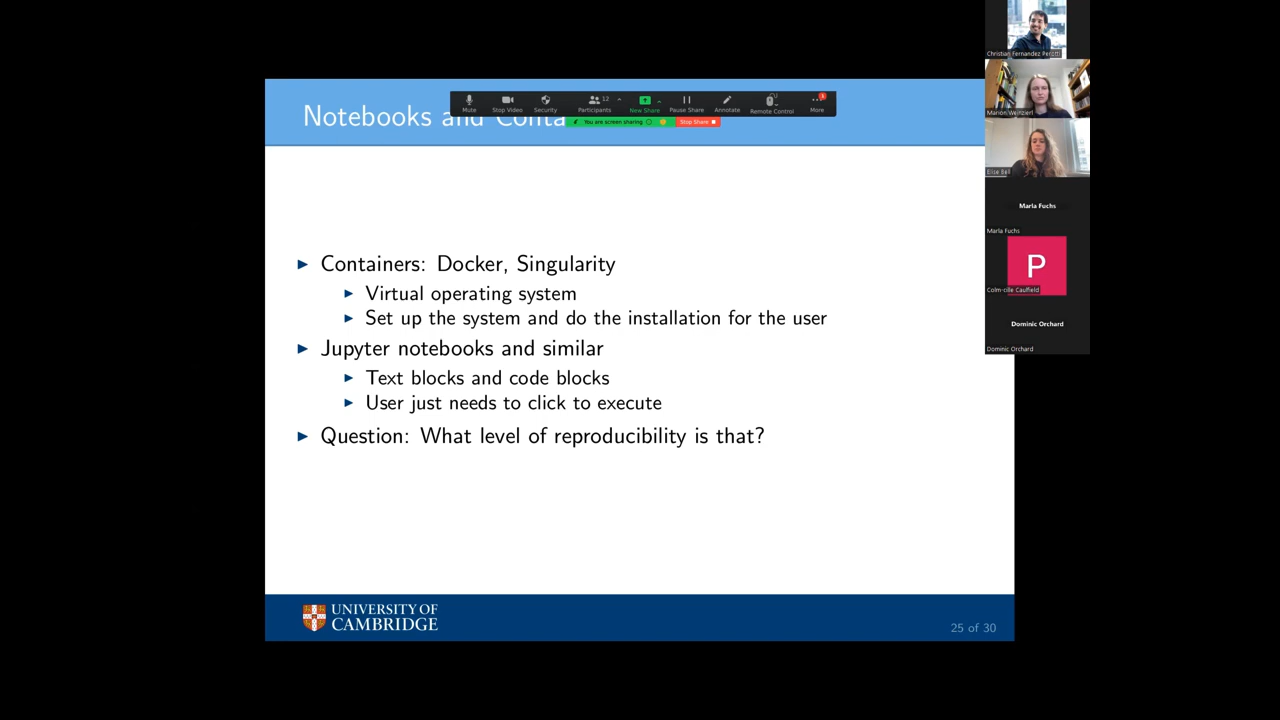 Notebooks and Conta
Mute
Stop Video
Security
Participants
12
New Share
Pause Share
Annotate
Remote Control
More
You are screen sharing
Stop Share
Christian Fernandez Perotti
Marion Weinzierl
Elise Bell
Marla Fuchs
Marla Fuchs
P
Colm-cille Caulfield
Dominic Orchard
Dominic Orchard
Containers: Docker, Singularity
Virtual operating system
Set up the system and do the installation for the user
Jupyter notebooks and similar
Text blocks and code blocks
User just needs to click to execute
Question: What level of reproducibility is that?
UNIVERSITY OF
CAMBRIDGE
25 of 30